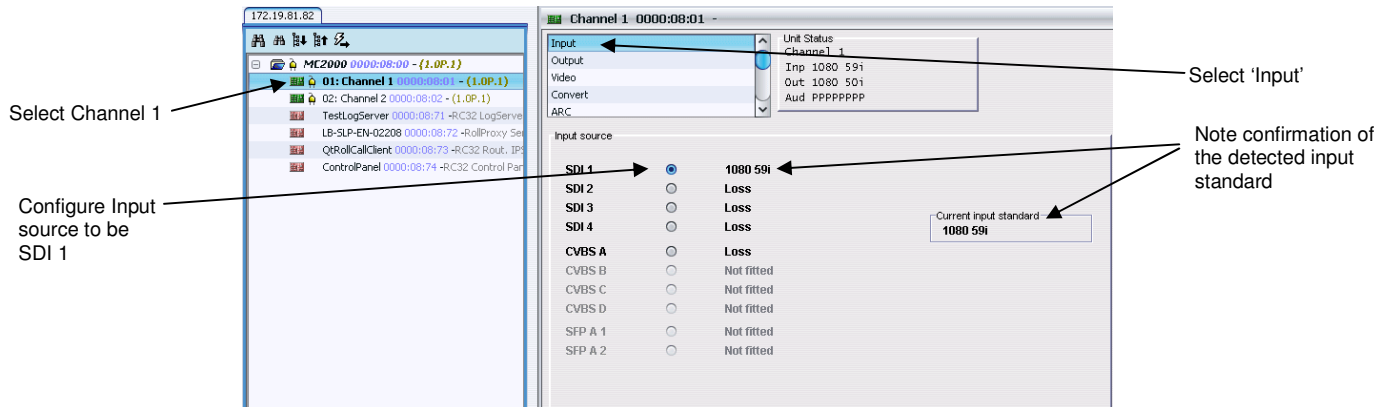 172.19.81.82
MC2000 0000:08:00 - {1.0P.1}
01: Channel 1 0000:08:01 - (1.0P.1)
02: Channel 2 0000:08:02 - (1.0P.1)
TestLogServer 0000:08:71 -RC32 LogServe
LB-SLP-EN-02208 0000:08:72 -RollProxy Ser
QtRollCallClient 0000:08:73 -RC32 Rout. IPS
ControlPanel 0000:08:74 -RC32 Control Pan
Select Channel 1
Configure Input
source to be
SDI 1
Channel 1 0000:08:01 -
Input
Output
Video
Convert
ARC
Unit Status
Channel 1
Inp 1080 59i
Out 1080 50i
Aud PPPPPPPP
Select ‘Input’
Input source
SDI 1 1080 59i
SDI 2 Loss
SDI 3 Loss
SDI 4 Loss
CVBS A Loss
CVBS B Not fitted
CVBS C Not fitted
CVBS D Not fitted
SFP A 1 Not fitted
SFP A 2 Not fitted
Current input standard
1080 59i
Note confirmation of
the detected input
standard